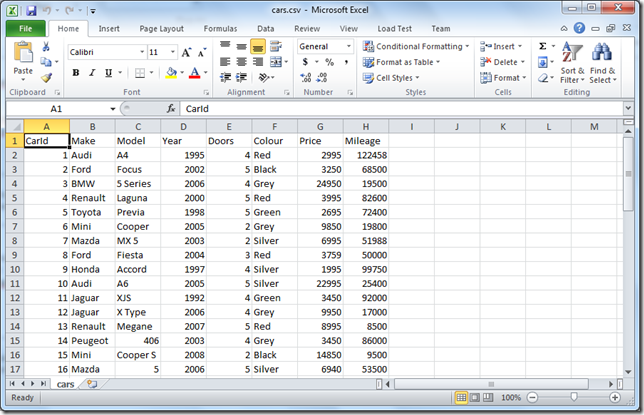 cars.csv - Microsoft Excel
File Home Insert Page Layout Formulas Data Review View Load Test Team
Paste Calibri 11 A A General Conditional Formatting Insert Σ Sort & Filter Find & Select
B I U A $ % , Format as Table Delete
Cell Styles Format
Clipboard Font Alignment Number Styles Cells Editing
A1 fx CarId
A B C D E F G H I J K L M
1 CarId Make Model Year Doors Colour Price Mileage
2 1 Audi A4 1995 4 Red 2995 122458
3 2 Ford Focus 2002 5 Black 3250 68500
4 3 BMW 5 Series 2006 4 Grey 24950 19500
5 4 Renault Laguna 2000 5 Red 3995 82600
6 5 Toyota Previa 1998 5 Green 2695 72400
7 6 Mini Cooper 2005 2 Grey 9850 19800
8 7 Mazda MX 5 2003 2 Silver 6995 51988
9 8 Ford Fiesta 2004 3 Red 3759 50000
10 9 Honda Accord 1997 4 Silver 1995 99750
11 10 Audi A6 2005 5 Silver 22995 25400
12 11 Jaguar XJS 1992 4 Green 3450 92000
13 12 Jaguar X Type 2006 4 Grey 9950 17000
14 13 Renault Megane 2007 5 Red 8995 8500
15 14 Peugeot 406 2003 4 Grey 3450 86000
16 15 Mini Cooper S 2008 2 Black 14850 9500
17 16 Mazda 5 2006 5 Silver 6940 53500
cars
Ready 100%